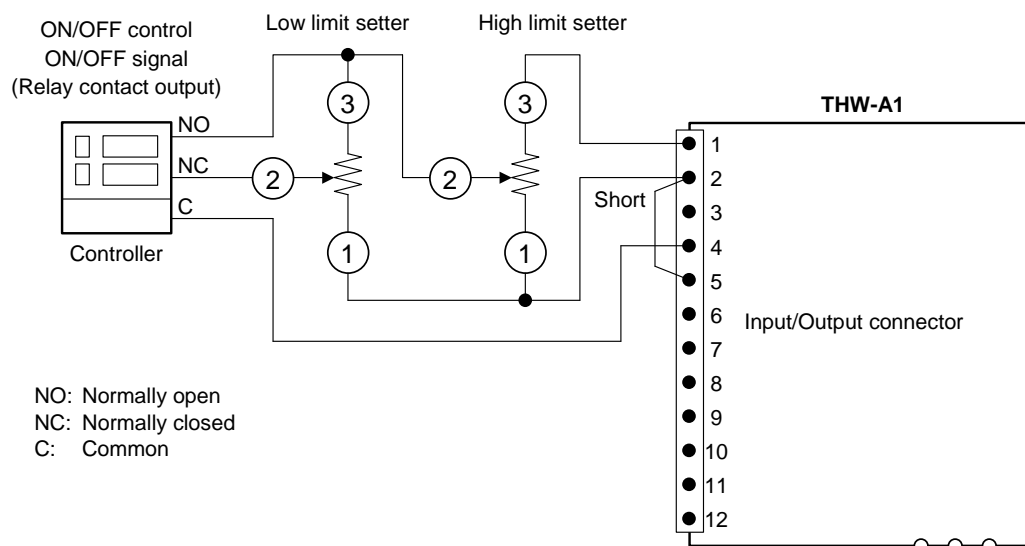 ON/OFF control
ON/OFF signal
(Relay contact output)
Low limit setter
High limit setter
THW-A1
NO
NC
C
Controller
3
2
1
3
2
1
Short
1
2
3
4
5
6
7
8
9
10
11
12
Input/Output connector
NO: Normally open
NC: Normally closed
C: Common